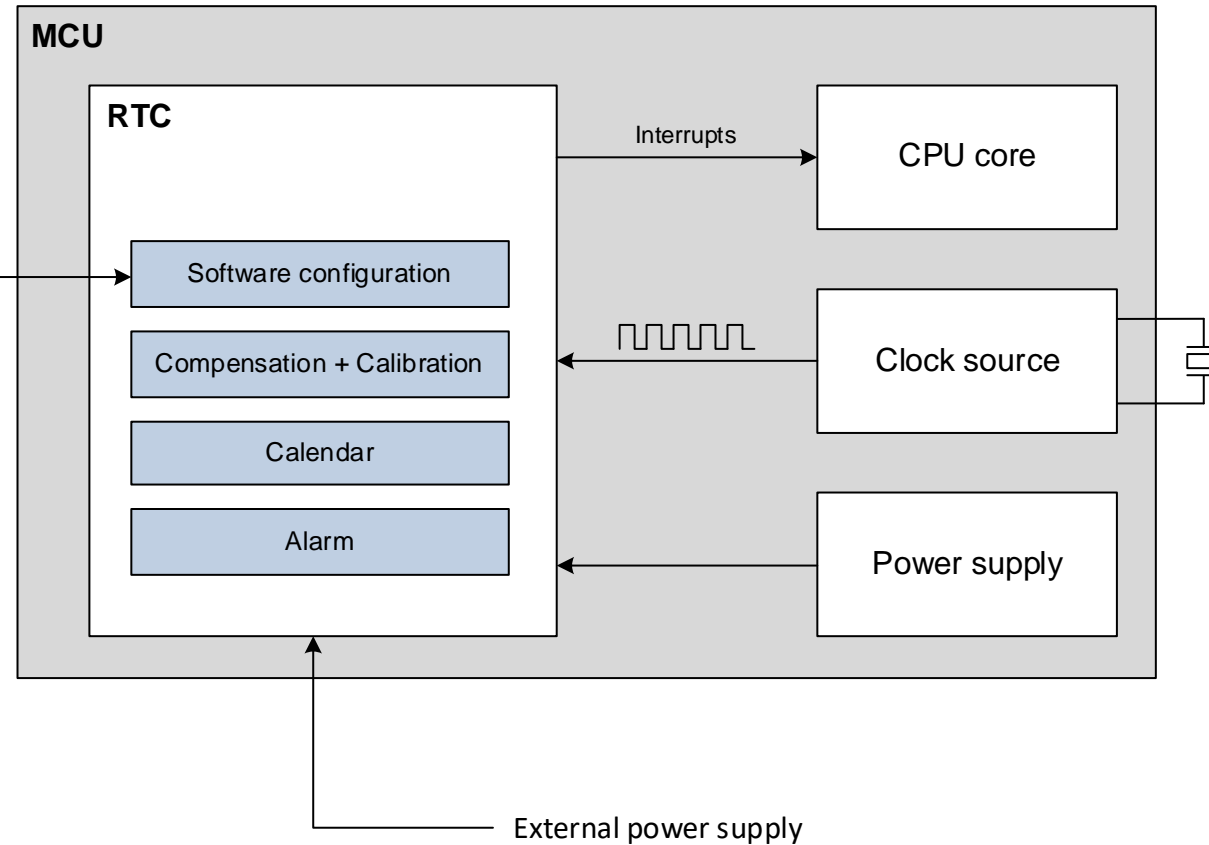 MCU
RTC
Interrupts
CPU core
Software configuration
Compensation + Calibration
Clock source
Calendar
Alarm
Power supply
External power supply